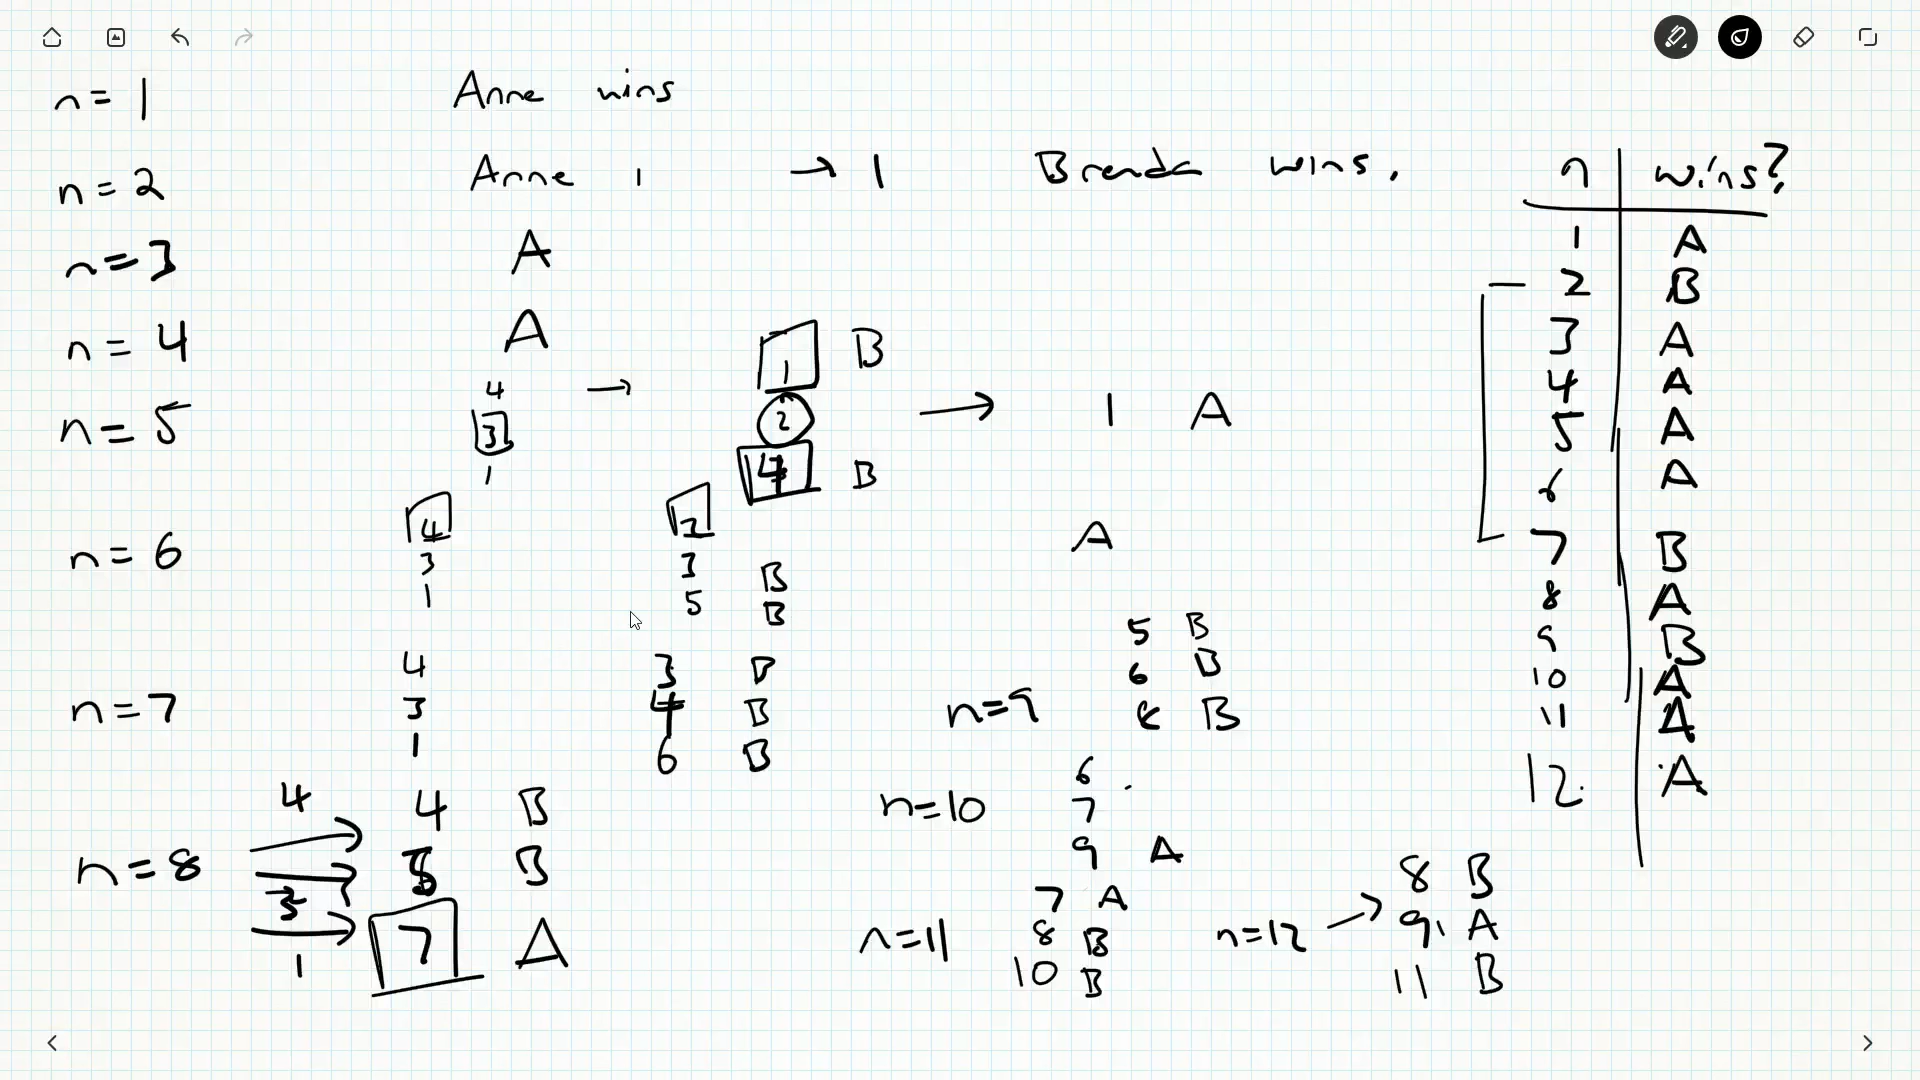 n = 1 Anne wins
n = 2 Anne 1 → 1 Brenda wins.
n = 3 A
n = 4 A
n = 5
4 →
3
1
1 B
2 → 1 A
4 B
n = 6
4
3
1
2
3 B
5 B
A
n = 7
4 3 B
3 4 B
1 6 B
n = 8
4 4 B
3 5 B
1 7 A
n = 9
5 B
6 B
8 B
n = 10
6
7
9 A
n = 11
7 A
8 B
10 B
n = 12 →
8 B
9 A
11 B
n wins?
1 A
2 B
3 A
4 A
5 A
6 A
7 B
8 A
9 B
10 A
11 A
12 A